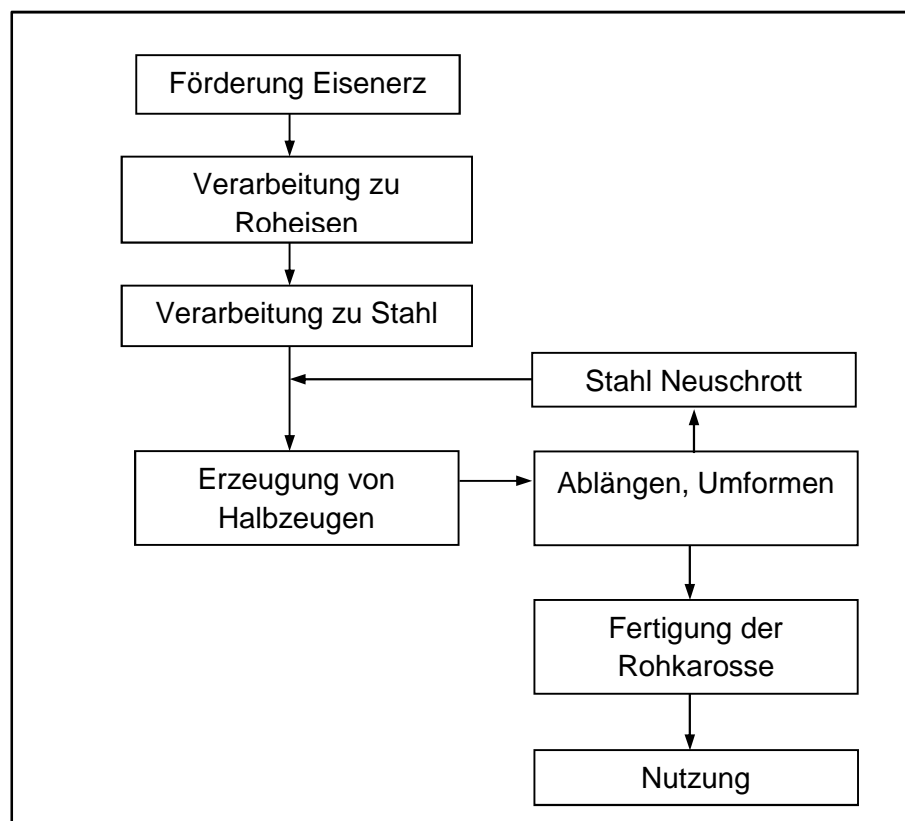 Förderung Eisenerz
Verarbeitung zu
Roheisen
Verarbeitung zu Stahl
Stahl Neuschrott
Erzeugung von
Halbzeugen
Ablängen, Umformen
Fertigung der
Rohkarosse
Nutzung